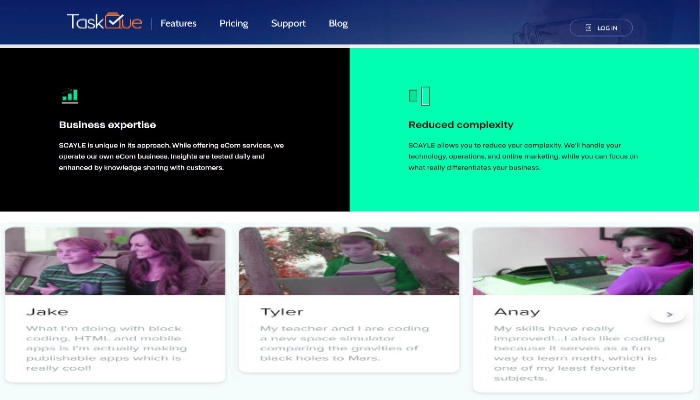 TaskQue
Features
Pricing
Support
Blog
LOG IN
Business expertise
SCAYLE is unique in its approach. While offering eCom services, we
operate our own eCom business. Insights are tested daily and
enhanced by knowledge sharing with customers.
Reduced complexity
SCAYLE allows you to reduce your complexity. We'll handle your
technology, operations, and online marketing, while you can focus on
what really differentiates your business.
Jake
What I'm doing with block
coding, HTML and mobile
apps is I'm actually making
publishable apps which is
really cool!
Tyler
My teacher and I are coding
a new space simulator
comparing the gravities of
black holes to Mars.
Anay
My skills have really
improved!...I also like coding
because it serves as a fun
way to learn math, which is
one of my least favorite
subjects.
>